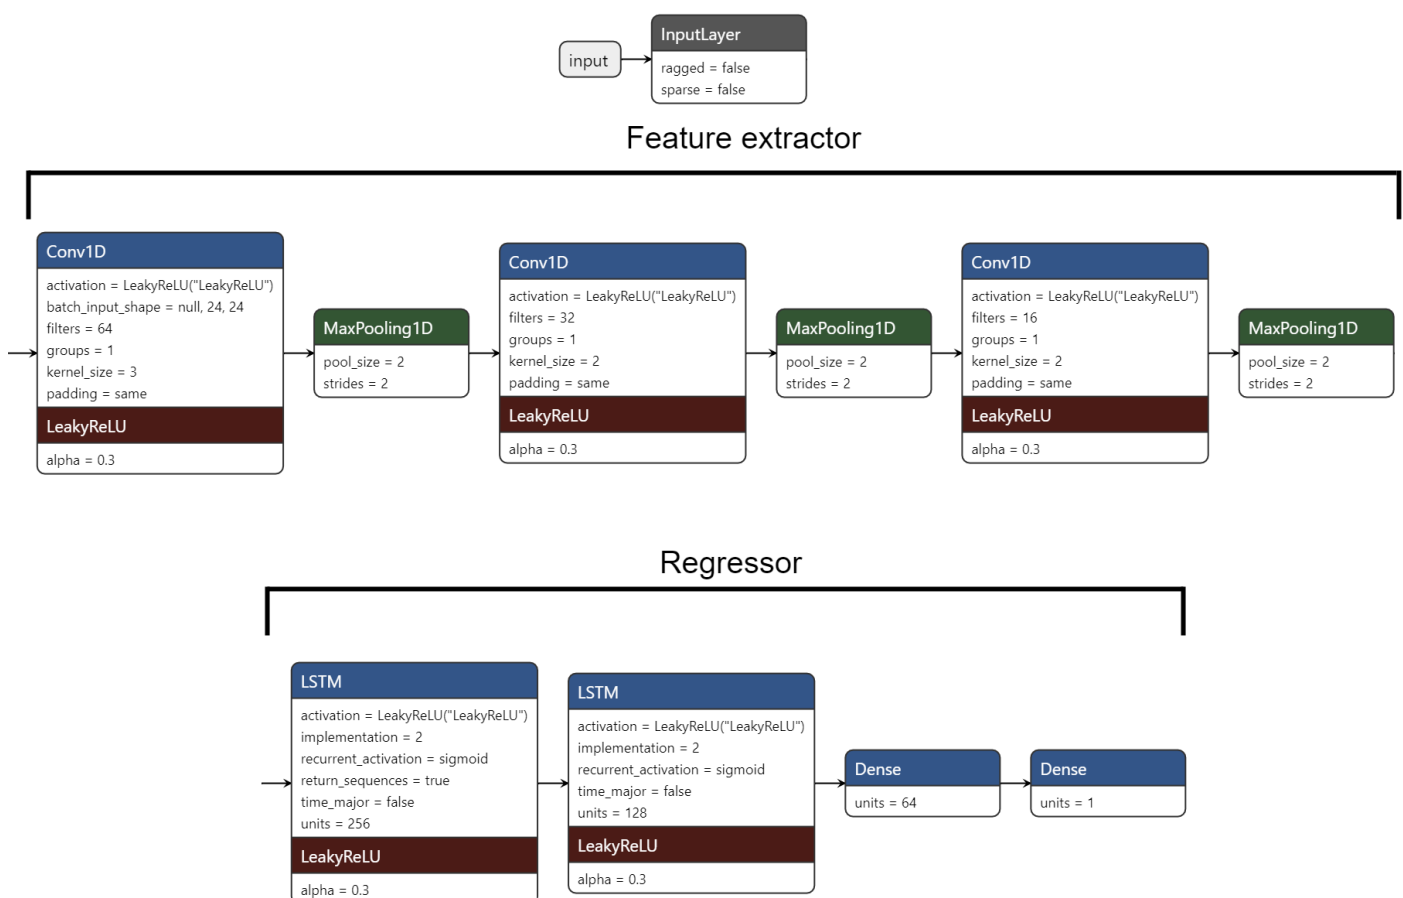 input
InputLayer
ragged = false
sparse = false
Feature extractor
Conv1D
activation = LeakyReLU("LeakyReLU")
batch_input_shape = null, 24, 24
filters = 64
groups = 1
kernel_size = 3
padding = same
LeakyReLU
alpha = 0.3
MaxPooling1D
pool_size = 2
strides = 2
Conv1D
activation = LeakyReLU("LeakyReLU")
filters = 32
groups = 1
kernel_size = 2
padding = same
LeakyReLU
alpha = 0.3
MaxPooling1D
pool_size = 2
strides = 2
Conv1D
activation = LeakyReLU("LeakyReLU")
filters = 16
groups = 1
kernel_size = 2
padding = same
LeakyReLU
alpha = 0.3
MaxPooling1D
pool_size = 2
strides = 2
Regressor
LSTM
activation = LeakyReLU("LeakyReLU")
implementation = 2
recurrent_activation = sigmoid
return_sequences = true
time_major = false
units = 256
LeakyReLU
alpha = 0.3
LSTM
activation = LeakyReLU("LeakyReLU")
implementation = 2
recurrent_activation = sigmoid
time_major = false
units = 128
LeakyReLU
alpha = 0.3
Dense
units = 64
Dense
units = 1